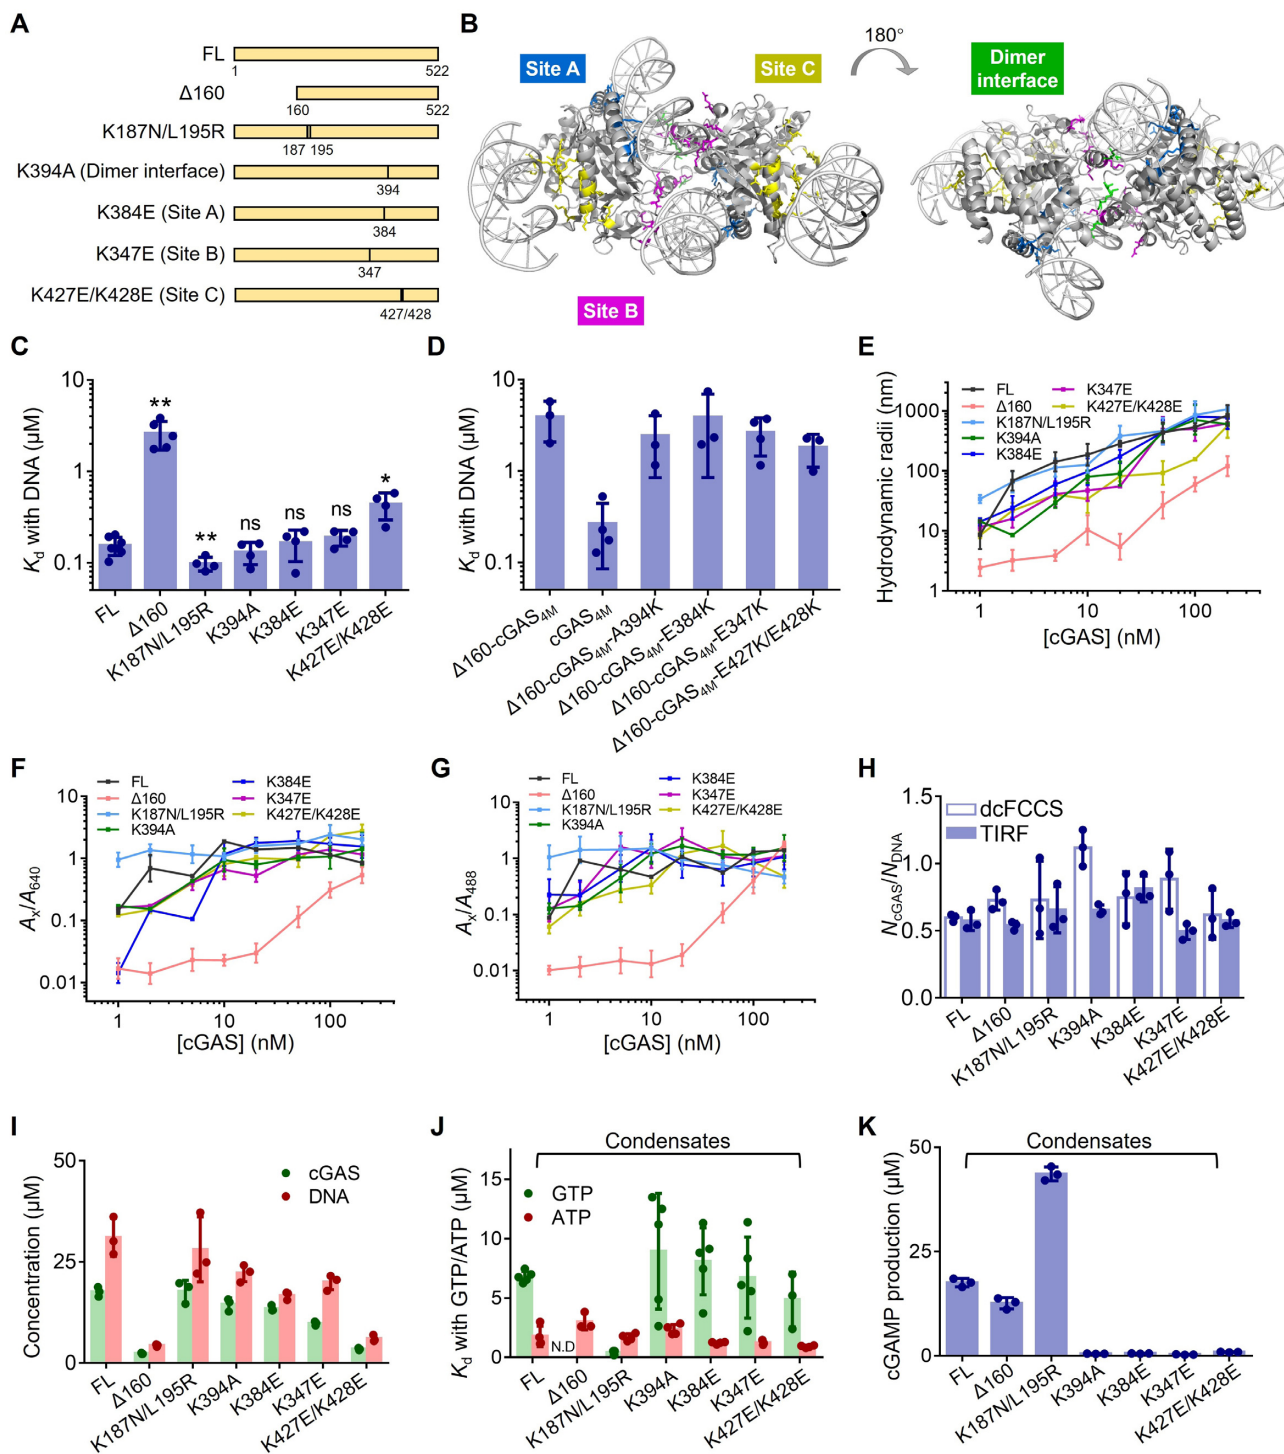 A
FL
1
522
Δ160
160
522
K187N/L195R
187 195
K394A (Dimer interface)
394
K384E (Site A)
384
K347E (Site B)
347
K427E/K428E (Site C)
427/428
B
Site A
Site C
180°
Dimer
interface
Site B
C
Kd with DNA (μM)
10
1
0.1
**
**
ns
ns
ns
*
FL
Δ160
K187N/L195R
K394A
K384E
K347E
K427E/K428E
D
Kd with DNA (μM)
10
1
0.1
Δ160-cGAS4M
cGAS4M
Δ160-cGAS4M-A394K
Δ160-cGAS4M-E384K
Δ160-cGAS4M-E347K
Δ160-cGAS4M-E427K/E428K
E
Hydrodynamic radii (nm)
1000
100
10
1
FL
Δ160
K187N/L195R
K394A
K384E
K347E
K427E/K428E
1
10
100
[cGAS] (nM)
F
Ax/A640
10
1
0.1
0.01
FL
Δ160
K187N/L195R
K394A
K384E
K347E
K427E/K428E
1
10
100
[cGAS] (nM)
G
Ax/A488
10
1
0.1
0.01
FL
Δ160
K187N/L195R
K394A
K384E
K347E
K427E/K428E
1
10
100
[cGAS] (nM)
H
NcGAS/NDNA
1.5
1.0
0.5
0.0
dcFCCS
TIRF
FL
Δ160
K187N/L195R
K394A
K384E
K347E
K427E/K428E
I
Concentration (μM)
50
25
0
cGAS
DNA
FL
Δ160
K187N/L195R
K394A
K384E
K347E
K427E/K428E
J
Condensates
Kd with GTP/ATP (μM)
15
10
5
0
GTP
ATP
N.D
FL
Δ160
K187N/L195R
K394A
K384E
K347E
K427E/K428E
K
Condensates
cGAMP production (μM)
50
25
0
FL
Δ160
K187N/L195R
K394A
K384E
K347E
K427E/K428E